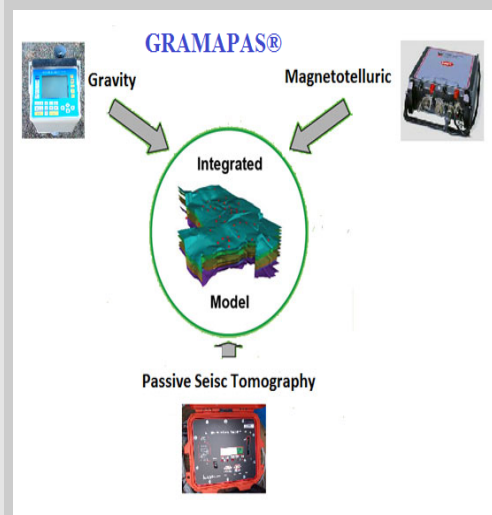 GRAMAPAS®
Gravity
Magnetotelluric
Integrated
Model
Passive Seisc Tomography